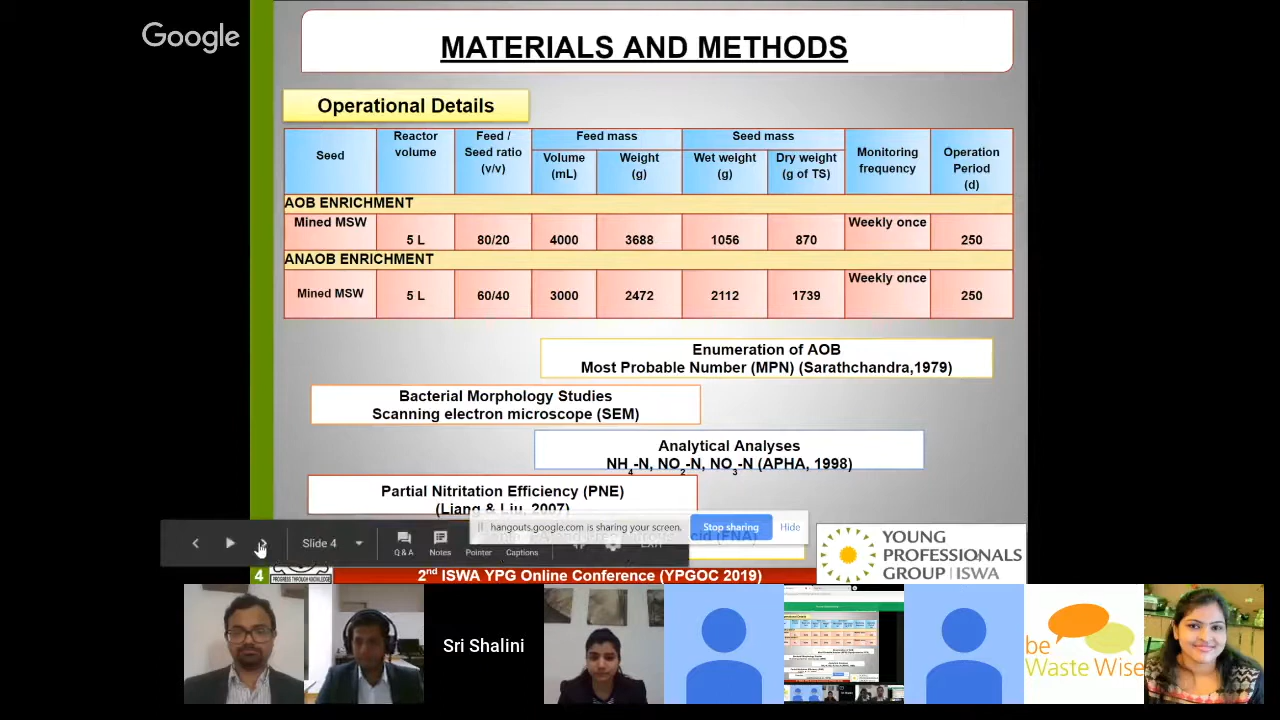 Google
MATERIALS AND METHODS
Operational Details
Seed
Reactor volume
Feed / Seed ratio (v/v)
Feed mass
Volume (mL)
Weight (g)
Seed mass
Wet weight (g)
Dry weight (g of TS)
Monitoring frequency
Operation Period (d)
AOB ENRICHMENT
Mined MSW 5 L 80/20 4000 3688 1056 870 Weekly once 250
ANAOB ENRICHMENT
Mined MSW 5 L 60/40 3000 2472 2112 1739 Weekly once 250
Enumeration of AOB
Most Probable Number (MPN) (Sarathchandra,1979)
Bacterial Morphology Studies
Scanning electron microscope (SEM)
Analytical Analyses
NH4-N, NO2-N, NO3-N (APHA, 1998)
Partial Nitritation Efficiency (PNE)
(Liang & Liu, 2007)
hangouts.google.com is sharing your screen. Stop sharing Hide
(FNA)
Slide 4
Q & A Notes Pointer Captions EXIT
YOUNG
PROFESSIONALS
GROUP | ISWA
4
PROGRESS THROUGH KNOWLEDGE
2nd ISWA YPG Online Conference (YPGOC 2019)
Sri Shalini
be
Waste Wise